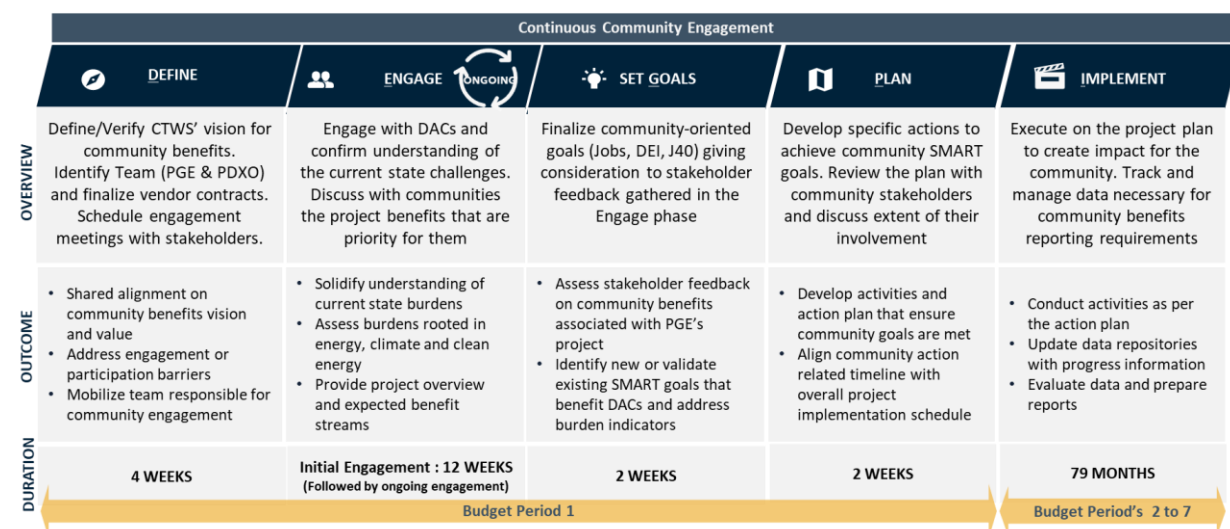 Continuous Community Engagement
DEFINE
ENGAGE
ONGOING
SET GOALS
PLAN
IMPLEMENT
OVERVIEW
Define/Verify CTWS’ vision for
community benefits.
Identify Team (PGE & PDXO)
and finalize vendor contracts.
Schedule engagement
meetings with stakeholders.
Engage with DACs and
confirm understanding of
the current state challenges.
Discuss with communities
the project benefits that are
priority for them
Finalize community-oriented
goals (Jobs, DEI, J40) giving
consideration to stakeholder
feedback gathered in the
Engage phase
Develop specific actions to
achieve community SMART
goals. Review the plan with
community stakeholders
and discuss extent of their
involvement
Execute on the project plan
to create impact for the
community. Track and
manage data necessary for
community benefits
reporting requirements
OUTCOME
• Shared alignment on
community benefits vision
and value
• Address engagement or
participation barriers
• Mobilize team responsible for
community engagement
• Solidify understanding of
current state burdens
• Assess burdens rooted in
energy, climate and clean
energy
• Provide project overview
and expected benefit
streams
• Assess stakeholder feedback
on community benefits
associated with PGE’s
project
• Identify new or validate
existing SMART goals that
benefit DACs and address
burden indicators
• Develop activities and
action plan that ensure
community goals are met
• Align community action
related timeline with
overall project
implementation schedule
• Conduct activities as per
the action plan
• Update data repositories
with progress information
• Evaluate data and prepare
reports
DURATION
4 WEEKS
Initial Engagement : 12 WEEKS
(Followed by ongoing engagement)
2 WEEKS
2 WEEKS
79 MONTHS
Budget Period 1
Budget Period’s 2 to 7